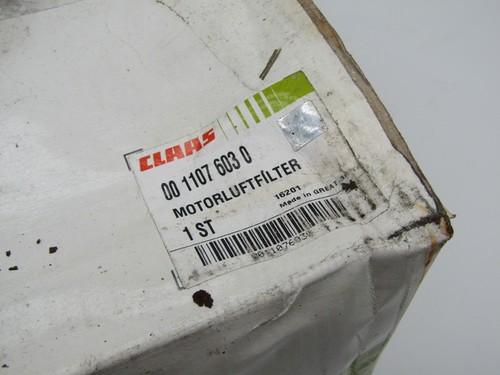 CLAAS
00 1107 603 0
MOTORLUFTFILTER
1 ST
16201
Made in GREAT